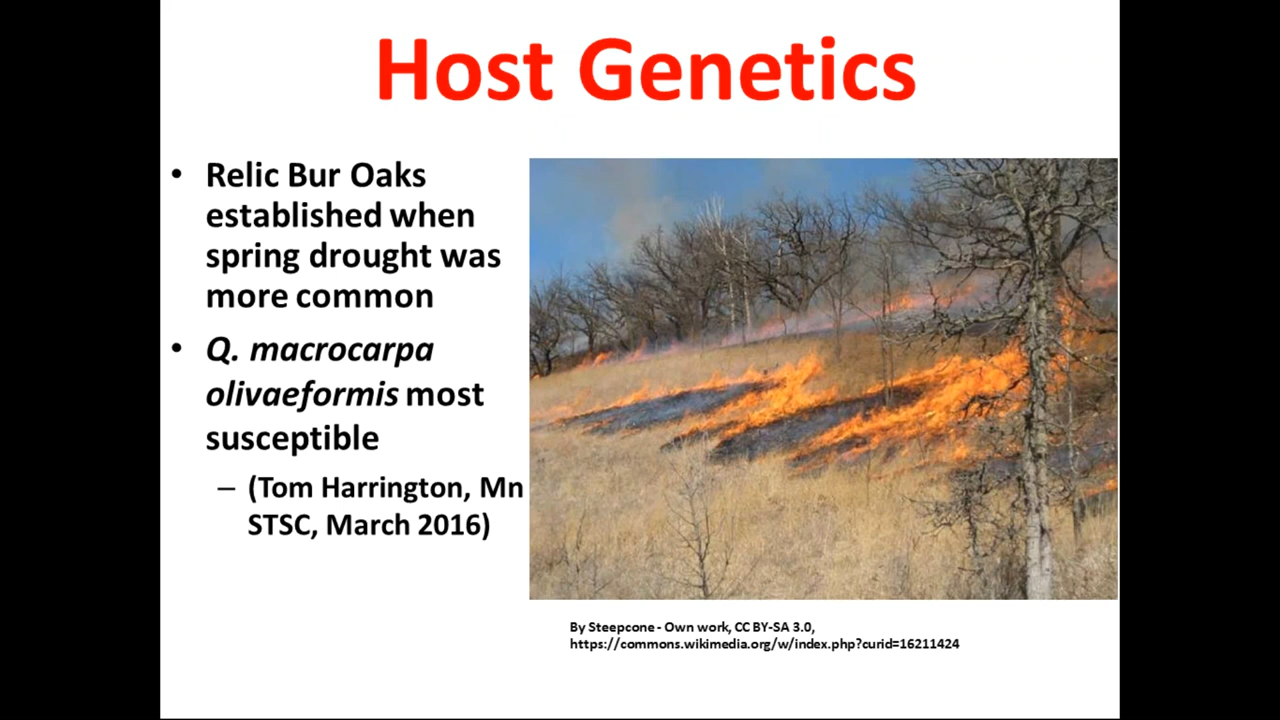 Host Genetics
• Relic Bur Oaks
established when
spring drought was
more common
• Q. macrocarpa
olivaeformis most
susceptible
– (Tom Harrington, Mn
STSC, March 2016)
By Steepcone - Own work, CC BY-SA 3.0,
https://commons.wikimedia.org/w/index.php?curid=16211424